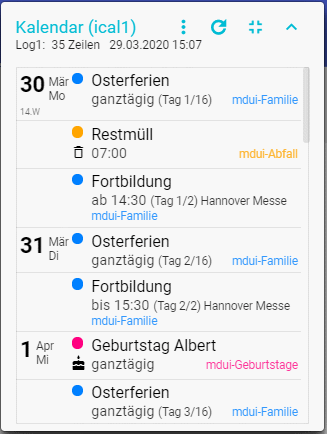 Kalendar (ical1)
Log1: 35 Zeilen 29.03.2020 15:07
30 Mär Osterferien
Mo ganztägig (Tag 1/16) mdui-Familie
14.W
Restmüll
07:00 mdui-Abfall
Fortbildung
ab 14:30 (Tag 1/2) Hannover Messe
mdui-Familie
31 Mär Osterferien
Di ganztägig (Tag 2/16) mdui-Familie
Fortbildung
bis 15:30 (Tag 2/2) Hannover Messe
mdui-Familie
1 Apr Geburtstag Albert
Mi ganztägig mdui-Geburtstage
Osterferien
ganztägig (Tag 3/16) mdui-Familie